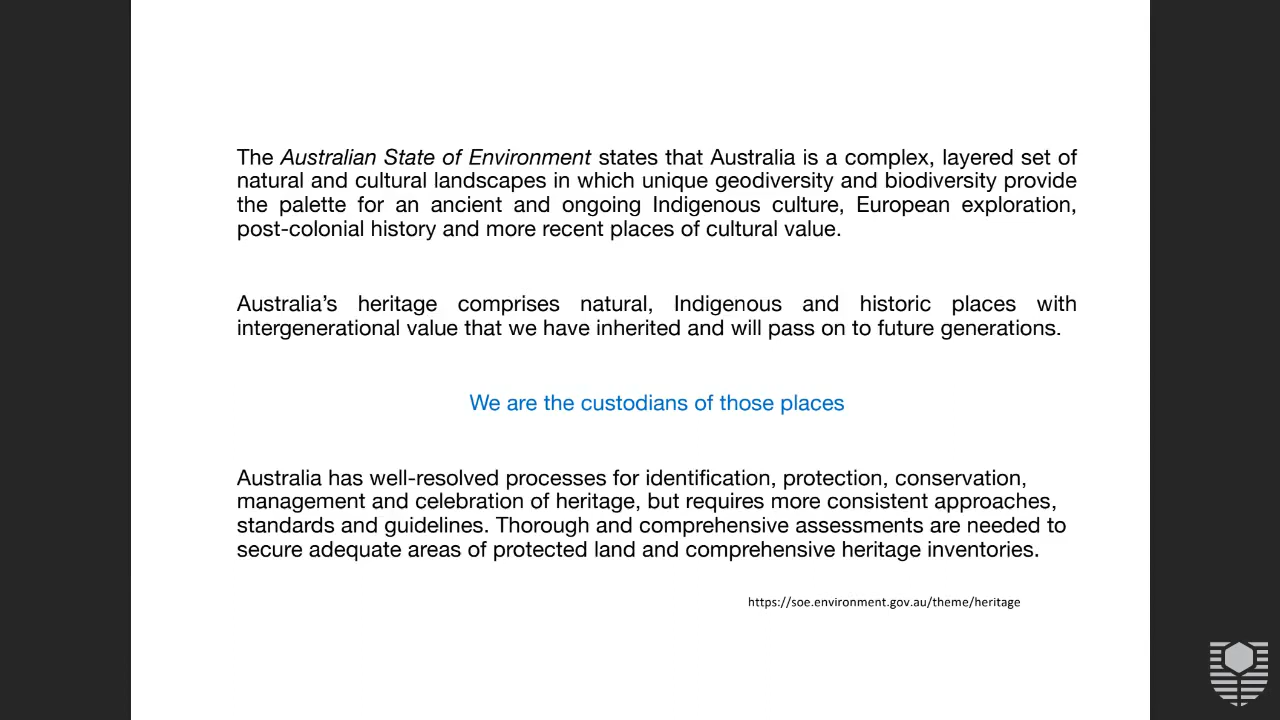 The Australian State of Environment states that Australia is a complex, layered set of
natural and cultural landscapes in which unique geodiversity and biodiversity provide
the palette for an ancient and ongoing Indigenous culture, European exploration,
post-colonial history and more recent places of cultural value.
Australia’s heritage comprises natural, Indigenous and historic places with
intergenerational value that we have inherited and will pass on to future generations.
We are the custodians of those places
Australia has well-resolved processes for identification, protection, conservation,
management and celebration of heritage, but requires more consistent approaches,
standards and guidelines. Thorough and comprehensive assessments are needed to
secure adequate areas of protected land and comprehensive heritage inventories.
https://soe.environment.gov.au/theme/heritage